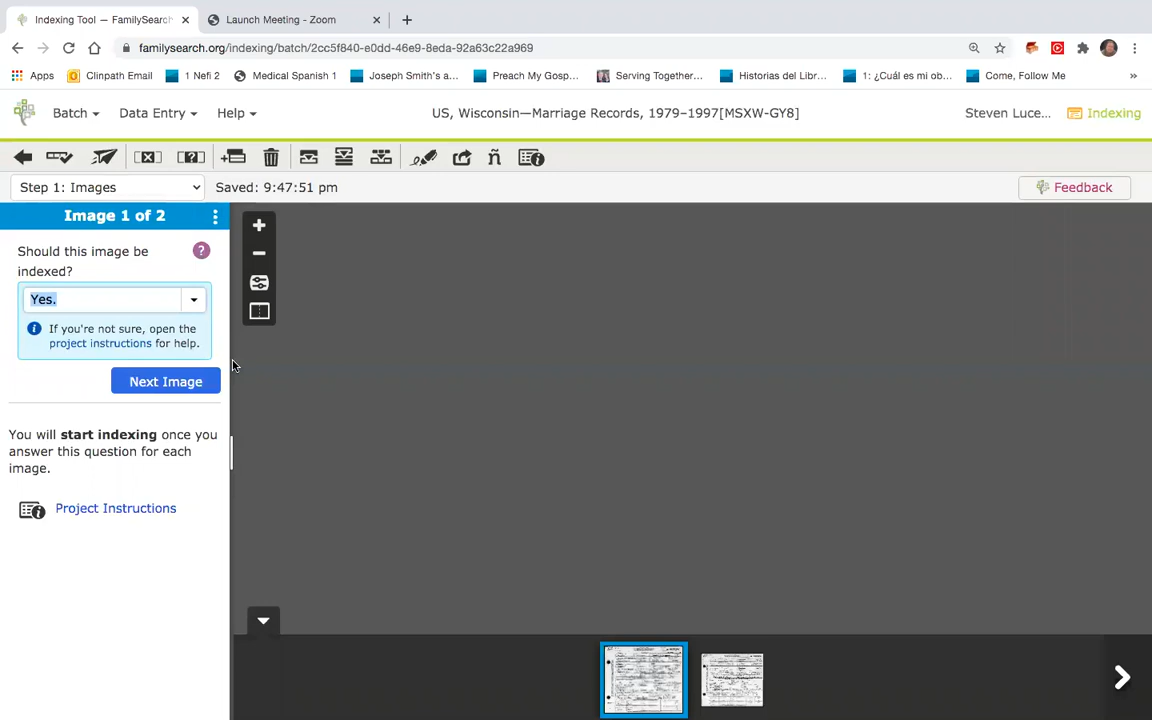 Indexing Tool — FamilySearch
Launch Meeting - Zoom
familysearch.org/indexing/batch/2cc5f840-e0dd-46e9-8eda-92a63c22a969
Apps
Clinpath Email
1 Nefi 2
Medical Spanish 1
Joseph Smith's a...
Preach My Gosp...
Serving Together...
Historias del Libr...
1: ¿Cuál es mi ob...
Come, Follow Me
»
Batch
Data Entry
Help
US, Wisconsin—Marriage Records, 1979–1997[MSXW-GY8]
Steven Luce...
Indexing
Step 1: Images
Saved: 9:47:51 pm
Feedback
Image 1 of 2
Should this image be
indexed?
Yes.
If you're not sure, open the
project instructions for help.
Next Image
You will start indexing once you
answer this question for each
image.
Project Instructions